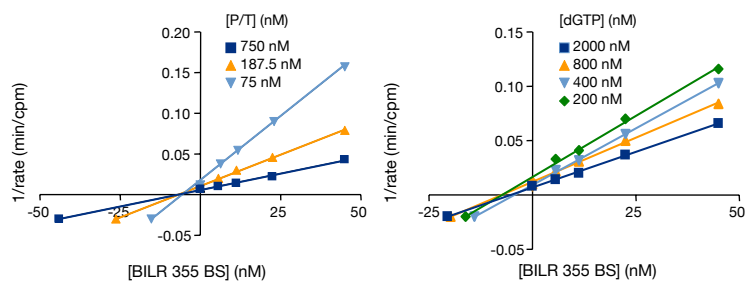 [P/T] (nM)
750 nM
187.5 nM
75 nM
0.20
0.15
0.10
0.05
-0.05
-50
-25
0
25
50
1/rate (min/cpm)
[BILR 355 BS] (nM)
[dGTP] (nM)
2000 nM
800 nM
400 nM
200 nM
0.15
0.10
0.05
-0.05
-25
0
25
50
1/rate (min/cpm)
[BILR 355 BS] (nM)